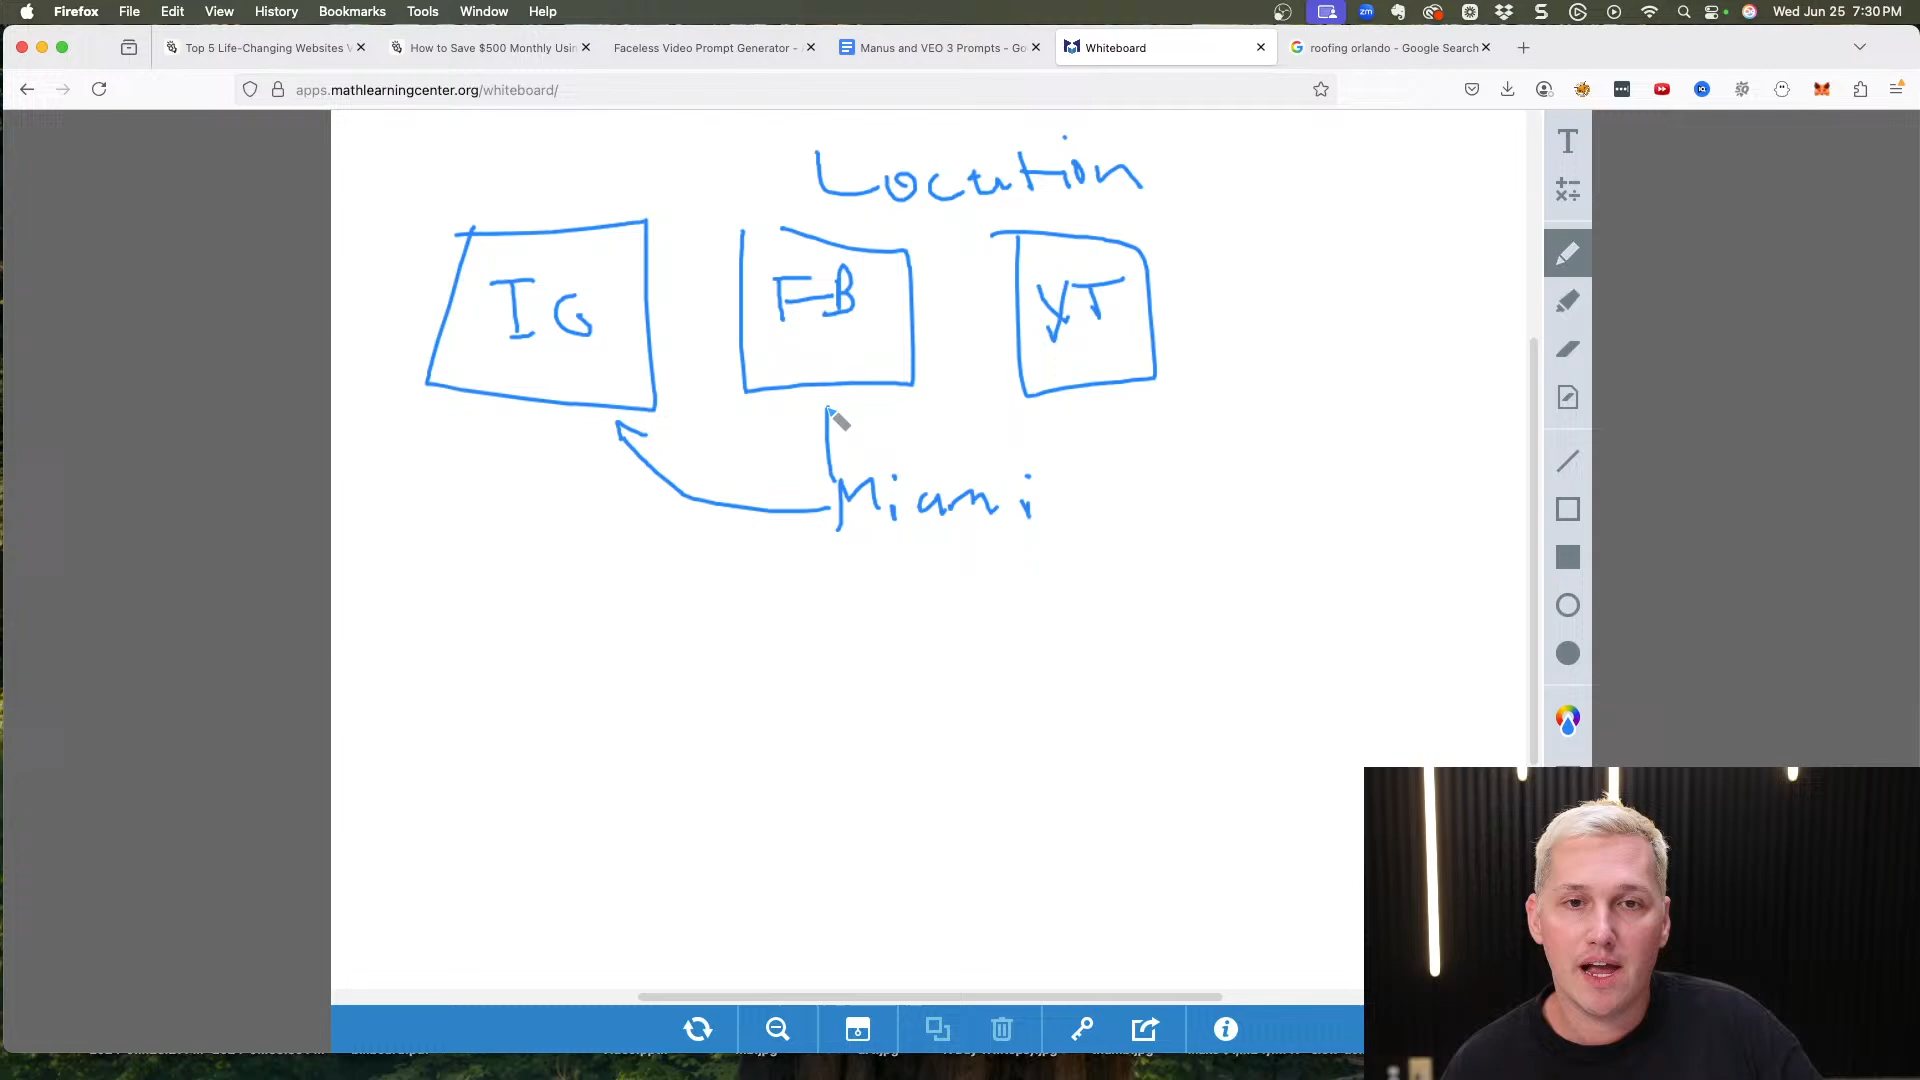 Firefox File Edit View History Bookmarks Tools Window Help Wed Jun 25 7:30 PM
Top 5 Life-Changing Websites How to Save $500 Monthly Usin Faceless Video Prompt Generator - Manus and VEO 3 Prompts - Go Whiteboard roofing orlando - Google Search
apps.mathlearningcenter.org/whiteboard/
Location
IG FB YT
Miami